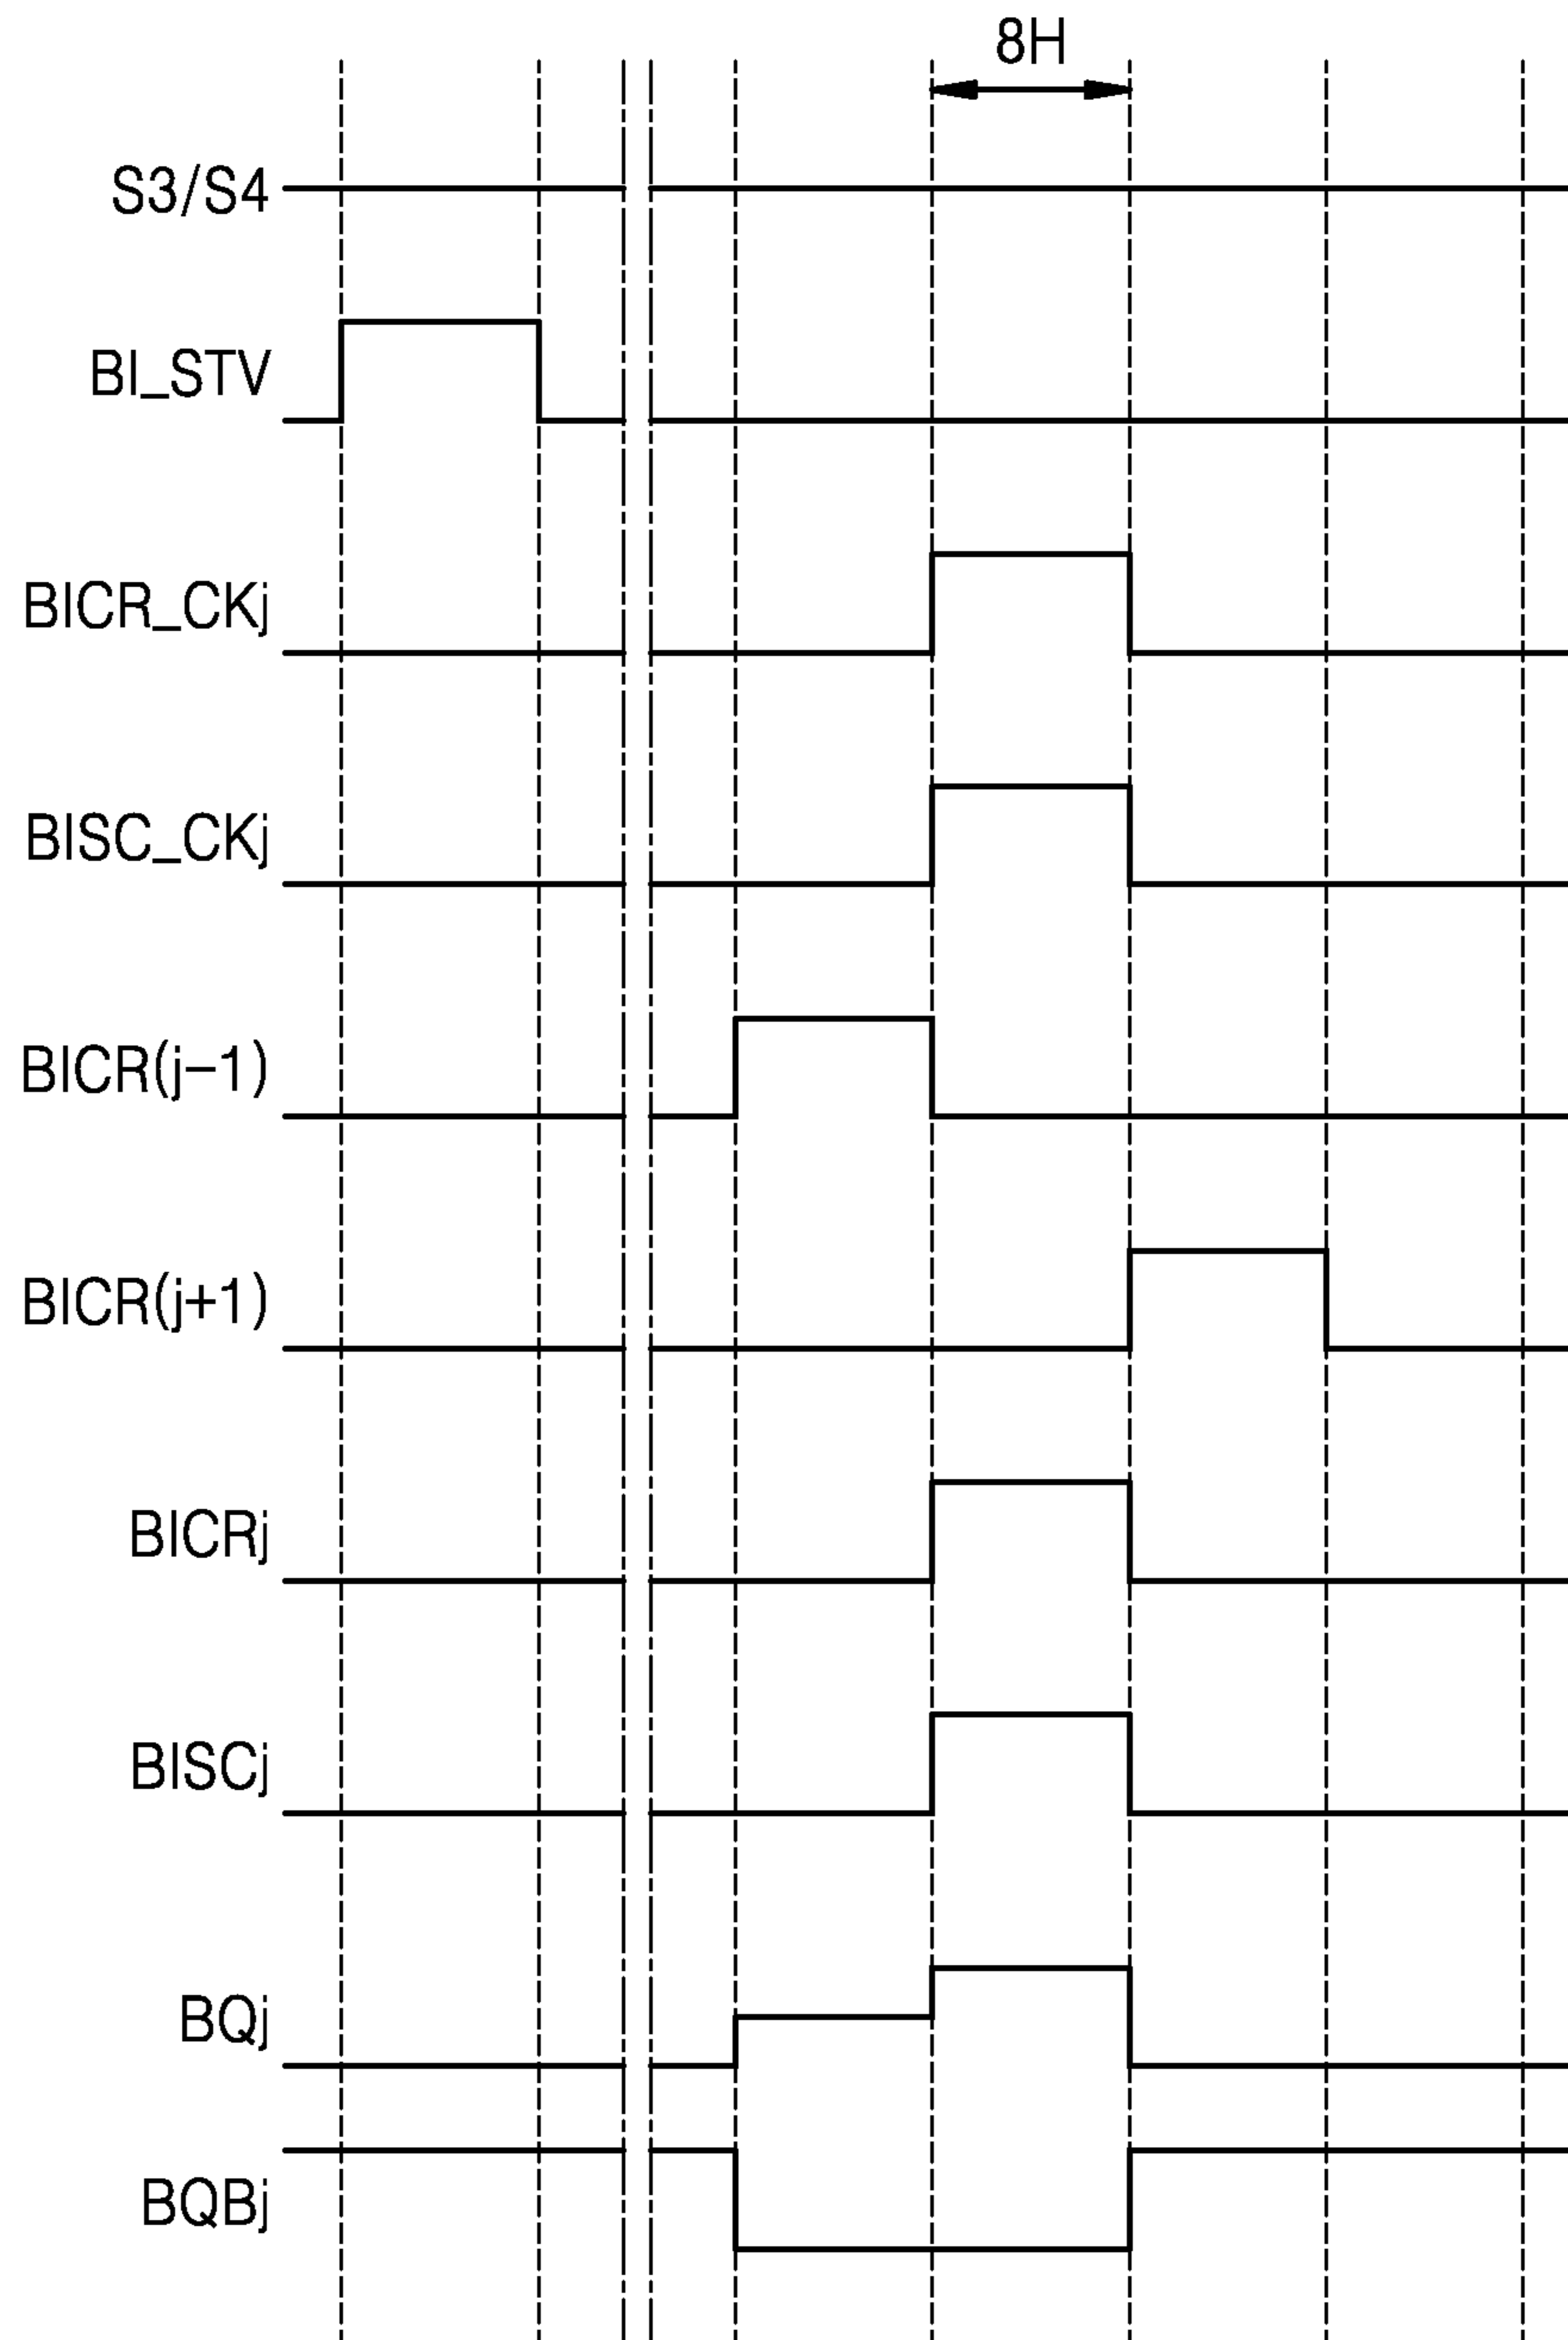 8H
S3/S4
BI_STV
BICR_CKj
BISC_CKj
BICR(j−1)
BICR(j+1)
BICRj
BISCj
BQj
BQBj